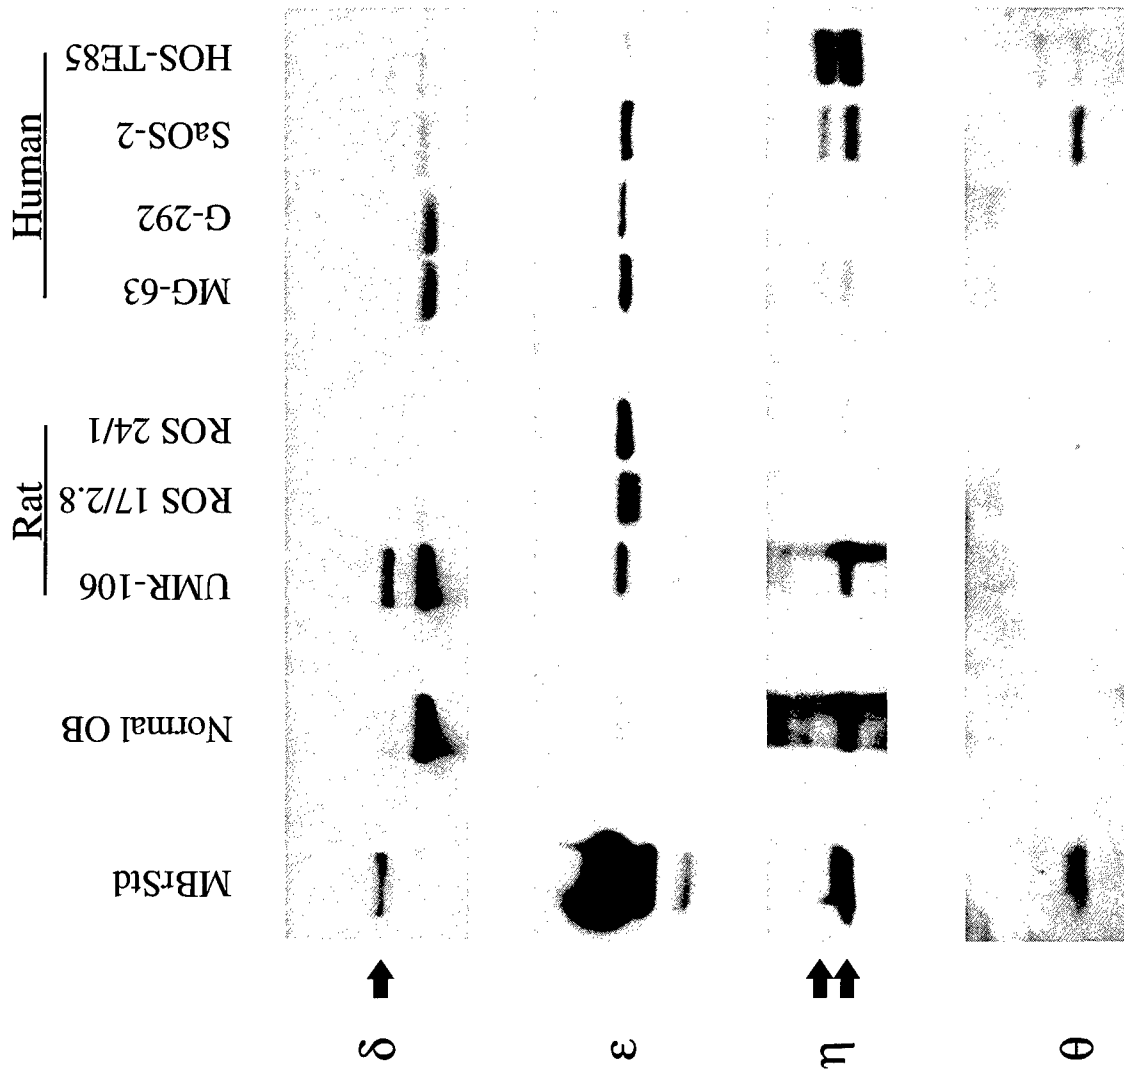 Human
Rat
HOS-TE85
SaOS-2
G-292
MG-63
ROS 24/1
ROS 17/2.8
UMR-106
Normal OB
MBrStd
δ
ε
η
θ